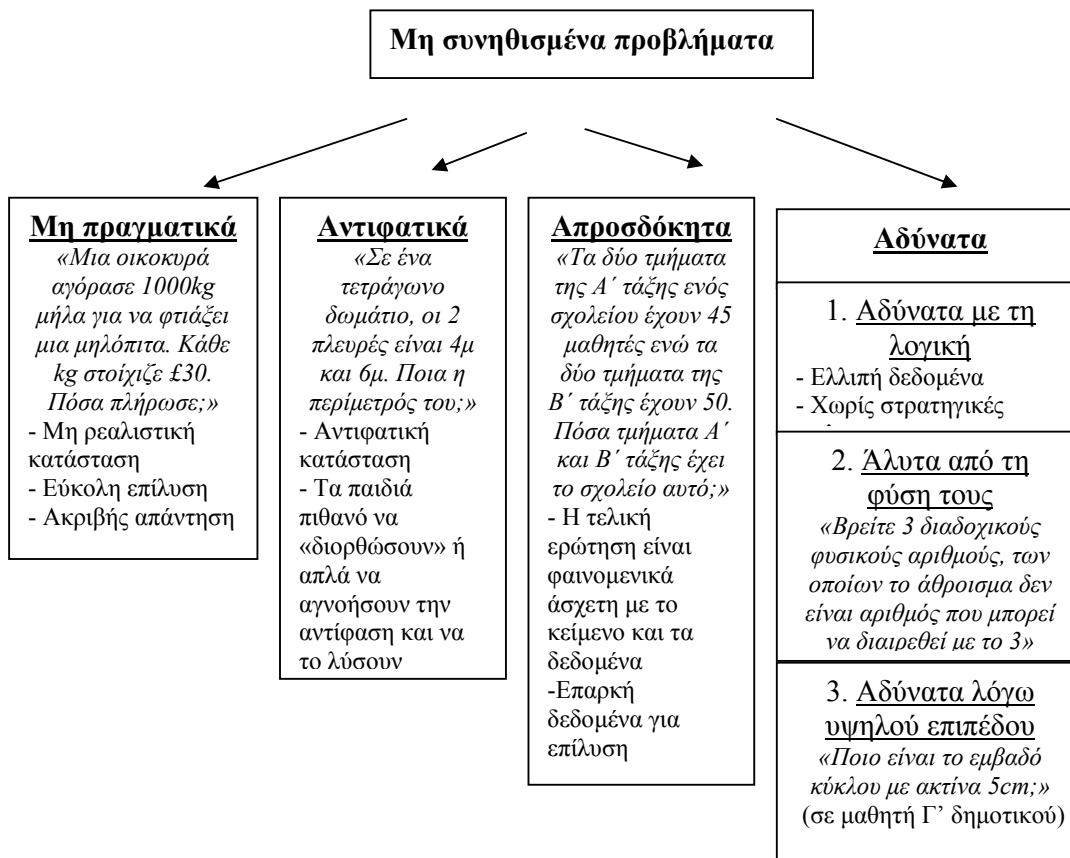 Μη συνηθισμένα προβλήματα
Μη πραγματικά
«Μια οικοκυρά
αγόρασε 1000kg
μήλα για να φτιάξει
μια μηλόπιτα. Κάθε
kg στοίχιζε £30.
Πόσα πλήρωσε;»
- Μη ρεαλιστική
κατάσταση
- Εύκολη επίλυση
- Ακριβής απάντηση
Αντιφατικά
«Σε ένα
τετράγωνο
δωμάτιο, οι 2
πλευρές είναι 4μ
και 6μ. Ποια η
περίμετρός του;»
- Αντιφατική
κατάσταση
- Τα παιδιά
πιθανό να
«διορθώσουν» ή
απλά να
αγνοήσουν την
αντίφαση και να
το λύσουν
Απροσδόκητα
«Τα δύο τμήματα
της Α΄ τάξης ενός
σχολείου έχουν 45
μαθητές ενώ τα
δύο τμήματα της
Β΄ τάξης έχουν 50.
Πόσα τμήματα Α΄
και Β΄ τάξης έχει
το σχολείο αυτό;»
- Η τελική
ερώτηση είναι
φαινομενικά
άσχετη με το
κείμενο και τα
δεδομένα
-Επαρκή
δεδομένα για
επίλυση
Αδύνατα
1. Αδύνατα με τη
λογική
- Ελλιπή δεδομένα
- Χωρίς στρατηγικές
2. Άλυτα από τη
φύση τους
«Βρείτε 3 διαδοχικούς
φυσικούς αριθμούς, των
οποίων το άθροισμα δεν
είναι αριθμός που μπορεί
να διαιρεθεί με το 3»
3. Αδύνατα λόγω
υψηλού επιπέδου
«Ποιο είναι το εμβαδό
κύκλου με ακτίνα 5cm;»
(σε μαθητή Γ’ δημοτικού)